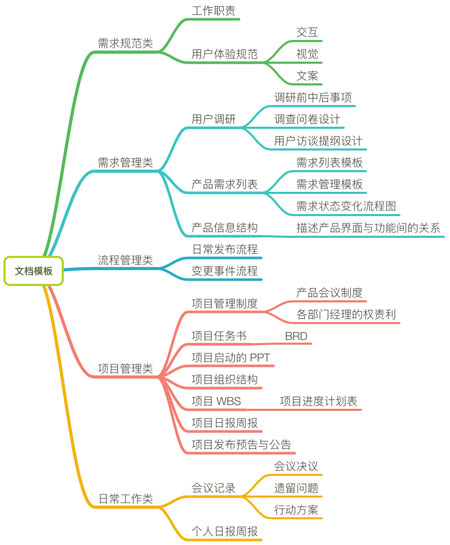 文档模板
需求规范类
工作职责
用户体验规范
交互
视觉
文案
需求管理类
用户调研
调研前中后事项
调查问卷设计
用户访谈提纲设计
产品需求列表
需求列表模板
需求管理模板
需求状态变化流程图
产品信息结构
描述产品界面与功能间的关系
流程管理类
日常发布流程
变更事件流程
项目管理类
项目管理制度
产品会议制度
各部门经理的权责利
项目任务书
BRD
项目启动的 PPT
项目组织结构
项目 WBS
项目进度计划表
项目日报周报
项目发布预告与公告
日常工作类
会议记录
会议决议
遗留问题
行动方案
个人日报周报